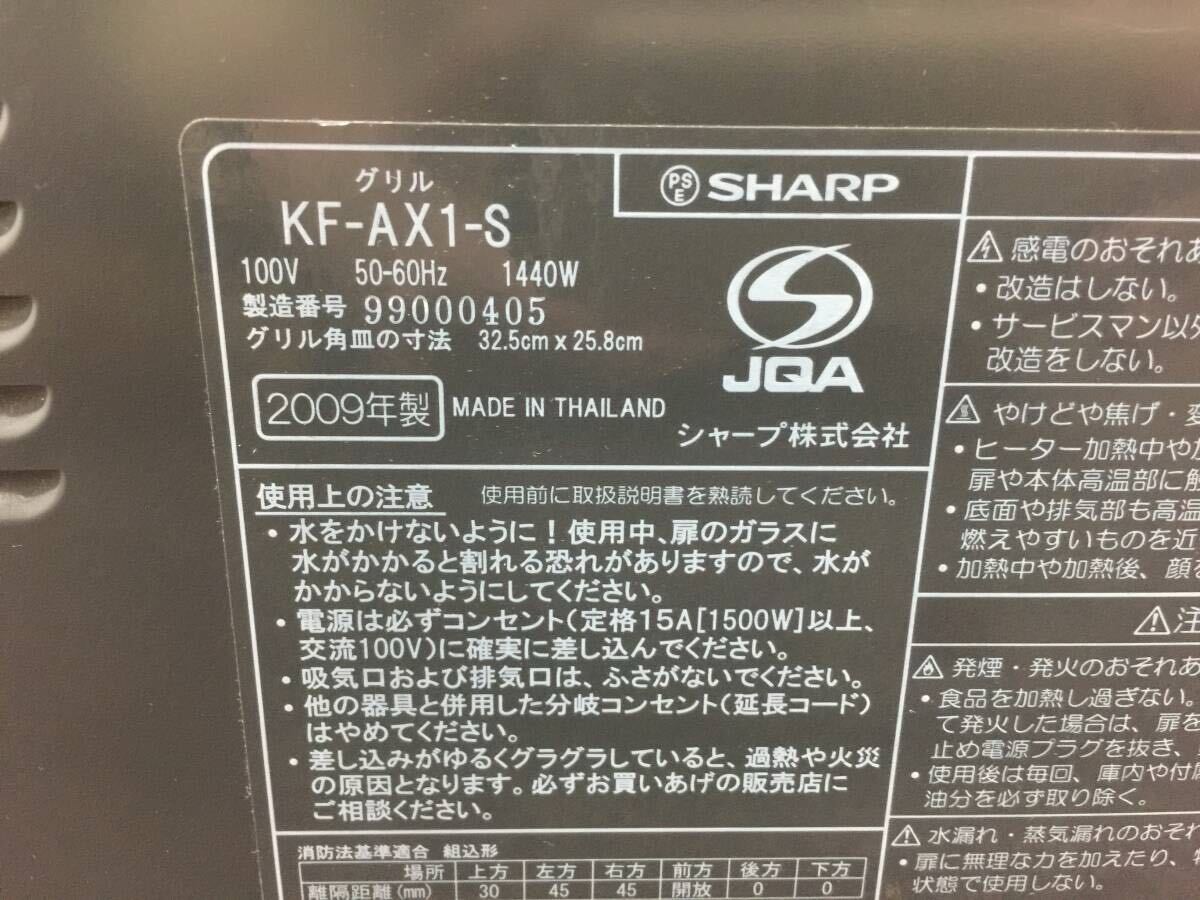 グリル
KF-AX1-S
100V 50-60Hz 1440W
製造番号 99000405
グリル角皿の寸法 32.5cm x 25.8cm
2009年製 MADE IN THAILAND
PSE SHARP
JQA
シャープ株式会社
使用上の注意 使用前に取扱説明書を熟読してください。
・水をかけないように！使用中、扉のガラスに
水がかかると割れる恐れがありますので、水が
かからないようにしてください。
・電源は必ずコンセント(定格15A[1500W]以上、
交流100V)に確実に差し込んでください。
・吸気口および排気口は、ふさがないでください。
・他の器具と併用した分岐コンセント(延長コード)
はやめてください。
・差し込みがゆるくグラグラしていると、過熱や火災
の原因となります。必ずお買いあげの販売店に
ご相談ください。
消防法基準適合 組込形
場所 上方 左方 右方 前方 後方 下方
離隔距離(mm) 30 45 45 開放 0 0
感電のおそれあ
・改造はしない。
・サービスマン以外
改造をしない。
やけどや焦げ・変
・ヒーター加熱中や加
扉や本体高温部に触
・底面や排気部も高温
燃えやすいものを近
・加熱中や加熱後、顔を
注
発煙・発火のおそれあ
・食品を加熱し過ぎない。
て発火した場合は、扉を
止め電源プラグを抜き、
・使用後は毎回、庫内や付属
油分を必ず取り除く。
水漏れ・蒸気漏れのおそれ
・扉に無理な力を加えたり、
状態で使用しない。